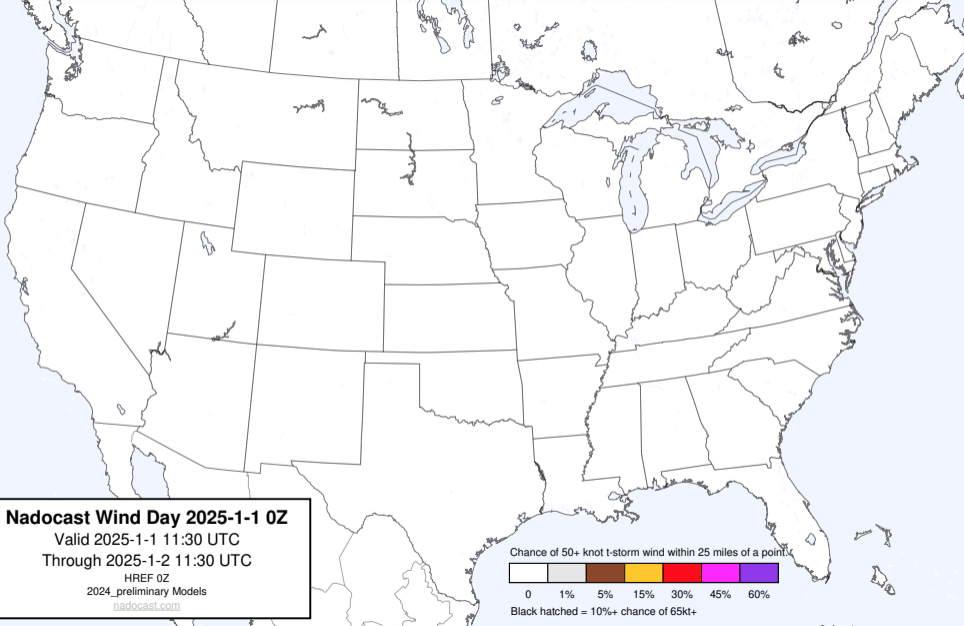 Nadocast Wind Day 2025-1-1 0Z
Valid 2025-1-1 11:30 UTC
Through 2025-1-2 11:30 UTC
HREF 0Z
2024_preliminary Models
nadocast.com
Chance of 50+ knot t-storm wind within 25 miles of a point.
0 1% 5% 15% 30% 45% 60%
Black hatched = 10%+ chance of 65kt+